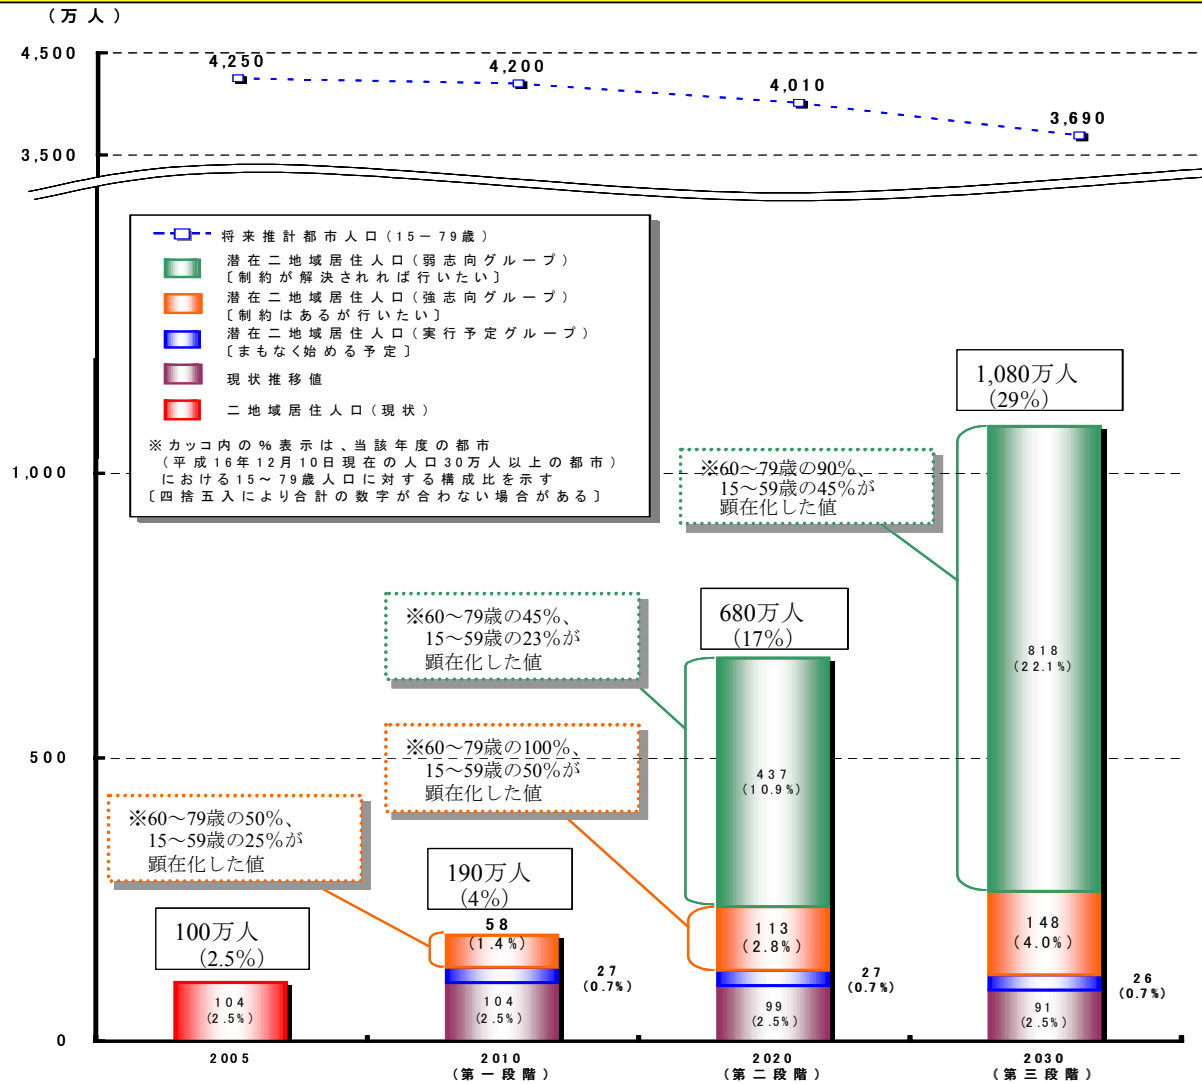 (万人)
4,500
4,250
4,200
4,010
3,690
3,500
将来推計都市人口(15－79歳)
潜在二地域居住人口(弱志向グループ)
〔制約が解決されれば行いたい〕
潜在二地域居住人口(強志向グループ)
〔制約はあるが行いたい〕
潜在二地域居住人口(実行予定グループ)
〔まもなく始める予定〕
現状推移値
二地域居住人口(現状)
※カッコ内の%表示は、当該年度の都市
(平成16年12月10日現在の人口30万人以上の都市)
における15～79歳人口に対する構成比を示す
〔四捨五入により合計の数字が合わない場合がある〕
1,080万人
(29%)
1,000
※60～79歳の90%、
15～59歳の45%が
顕在化した値
※60～79歳の45%、
15～59歳の23%が
顕在化した値
680万人
(17%)
818
(22.1%)
500
※60～79歳の100%、
15～59歳の50%が
顕在化した値
437
(10.9%)
※60～79歳の50%、
15～59歳の25%が
顕在化した値
190万人
(4%)
100万人
(2.5%)
58
(1.4%)
113
(2.8%)
148
(4.0%)
27
(0.7%)
27
(0.7%)
26
(0.7%)
104
(2.5%)
104
(2.5%)
99
(2.5%)
91
(2.5%)
0
2005
2010
(第一段階)
2020
(第二段階)
2030
(第三段階)